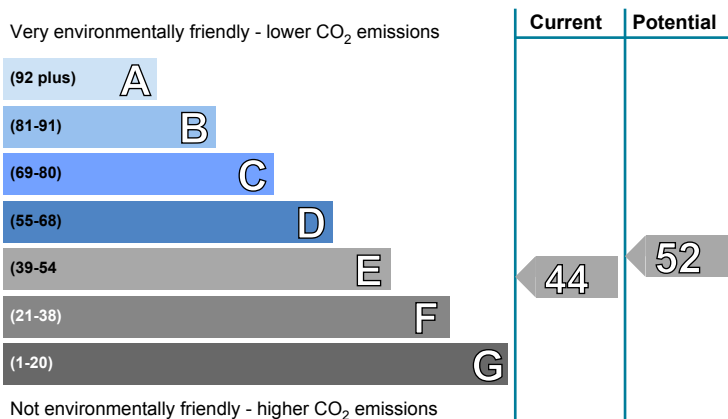 Very environmentally friendly - lower CO2 emissions
Current
Potential
(92 plus) A
(81-91) B
(69-80) C
(55-68) D
(39-54 E
(21-38) F
(1-20) G
44
52
Not environmentally friendly - higher CO2 emissions